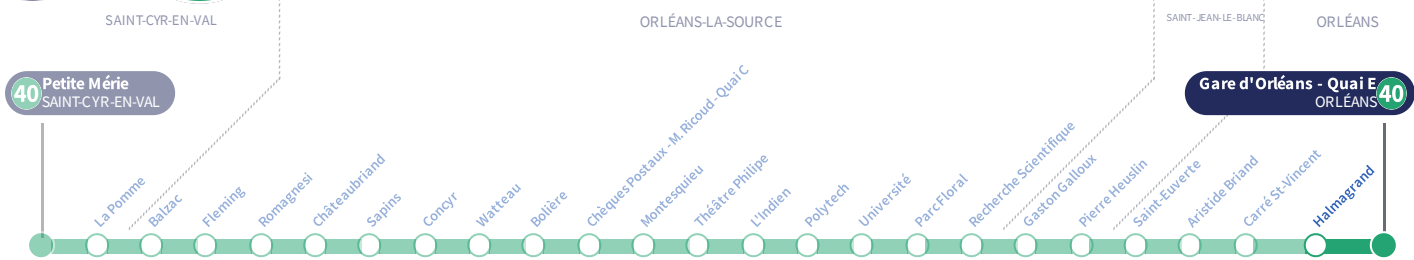 SAINT-CYR-EN-VAL
ORLÉANS-LA-SOURCE
SAINT-JEAN-LE-BLANC
ORLÉANS
40
Petite Mérie
SAINT-CYR-EN-VAL
Gare d'Orléans - Quai E
ORLÉANS
40
La Pomme
Balzac
Fleming
Romagnesi
Châteaubriand
Sapins
Concyr
Watteau
Bolière
Chèques Postaux - M. Ricoud - Quai C
Montesquieu
Théâtre Philipe
L'Indien
Polytech
Université
Parc Floral
Recherche Scientifique
Gaston Galloux
Pierre Heuslin
Saint-Euverte
Aristide Briand
Carré St-Vincent
Halmagrand